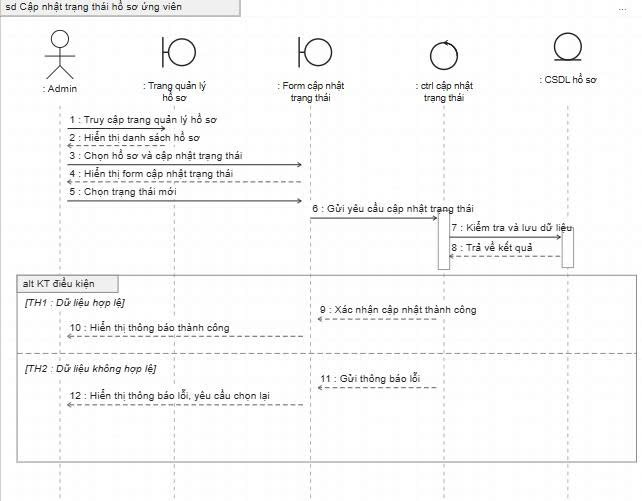 sd Cập nhật trạng thái hồ sơ ứng viên
...
: Admin
: Trang quản lý
hồ sơ
: Form cập nhật
trạng thái
: ctrl cập nhật
trạng thái
: CSDL hồ sơ
1 : Truy cập trang quản lý hồ sơ
2 : Hiển thị danh sách hồ sơ
3 : Chọn hồ sơ và cập nhật trạng thái
4 : Hiển thị form cập nhật trạng thái
5 : Chọn trạng thái mới
6 : Gửi yêu cầu cập nhật trạng thái
7 : Kiểm tra và lưu dữ liệu
8 : Trả về kết quả
alt KT điều kiện
[TH1 : Dữ liệu hợp lệ]
9 : Xác nhận cập nhật thành công
10 : Hiển thị thông báo thành công
[TH2 : Dữ liệu không hợp lệ]
11 : Gửi thông báo lỗi
12 : Hiển thị thông báo lỗi, yêu cầu chọn lại